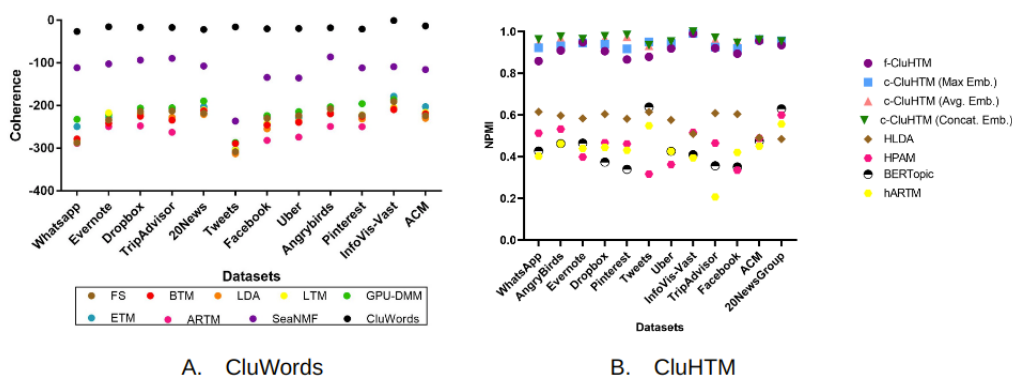 Coherence
0
-100
-200
-300
-400
Whatsapp
Evernote
Dropbox
TripAdvisor
20News
Tweets
Facebook
Uber
Angrybirds
Pinterest
InfoVis-Vast
ACM
Datasets
FS BTM LDA LTM GPU-DMM
ETM ARTM SeaNMF CluWords
A. CluWords
NPMI
1.0
0.8
0.6
0.4
0.2
0.0
WhatsApp
AngryBirds
Evernote
Dropbox
Pinterest
Tweets
Uber
InfoVis-Vast
TripAdvisor
Facebook
ACM
20NewsGroup
Datasets
f-CluHTM
c-CluHTM (Max Emb.)
c-CluHTM (Avg. Emb.)
c-CluHTM (Concat. Emb.)
HLDA
HPAM
BERTopic
hARTM
B. CluHTM